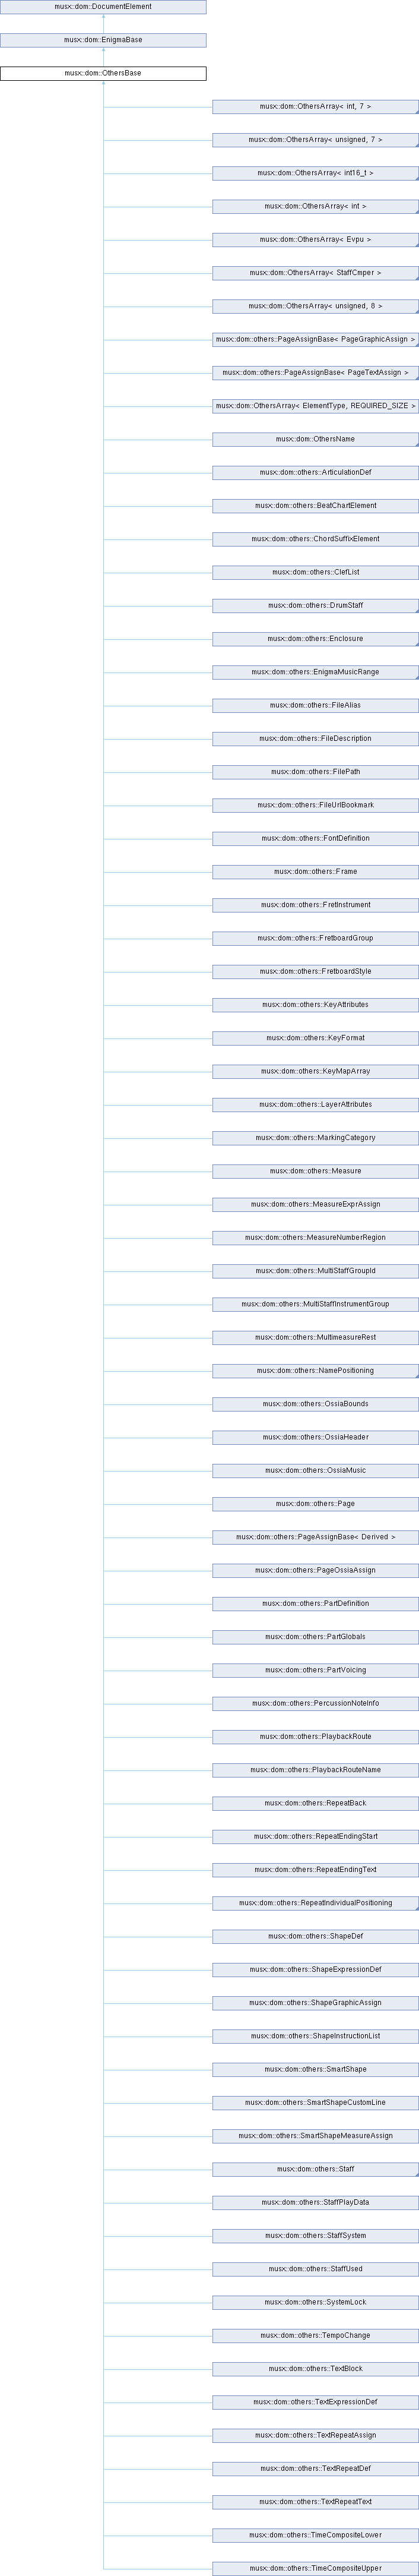 musx::dom::DocumentElement
musx::dom::EnigmaBase
musx::dom::OthersBase
musx::dom::OthersArray< int, 7 >
musx::dom::OthersArray< unsigned, 7 >
musx::dom::OthersArray< int16_t >
musx::dom::OthersArray< int >
musx::dom::OthersArray< Evpu >
musx::dom::OthersArray< StaffCmper >
musx::dom::OthersArray< unsigned, 8 >
musx::dom::others::PageAssignBase< PageGraphicAssign >
musx::dom::others::PageAssignBase< PageTextAssign >
musx::dom::OthersArray< ElementType, REQUIRED_SIZE >
musx::dom::OthersName
musx::dom::others::ArticulationDef
musx::dom::others::BeatChartElement
musx::dom::others::ChordSuffixElement
musx::dom::others::ClefList
musx::dom::others::DrumStaff
musx::dom::others::Enclosure
musx::dom::others::EnigmaMusicRange
musx::dom::others::FileAlias
musx::dom::others::FileDescription
musx::dom::others::FilePath
musx::dom::others::FileUrlBookmark
musx::dom::others::FontDefinition
musx::dom::others::Frame
musx::dom::others::FretInstrument
musx::dom::others::FretboardGroup
musx::dom::others::FretboardStyle
musx::dom::others::KeyAttributes
musx::dom::others::KeyFormat
musx::dom::others::KeyMapArray
musx::dom::others::LayerAttributes
musx::dom::others::MarkingCategory
musx::dom::others::Measure
musx::dom::others::MeasureExprAssign
musx::dom::others::MeasureNumberRegion
musx::dom::others::MultiStaffGroupId
musx::dom::others::MultiStaffInstrumentGroup
musx::dom::others::MultimeasureRest
musx::dom::others::NamePositioning
musx::dom::others::OssiaBounds
musx::dom::others::OssiaHeader
musx::dom::others::OssiaMusic
musx::dom::others::Page
musx::dom::others::PageAssignBase< Derived >
musx::dom::others::PageOssiaAssign
musx::dom::others::PartDefinition
musx::dom::others::PartGlobals
musx::dom::others::PartVoicing
musx::dom::others::PercussionNoteInfo
musx::dom::others::PlaybackRoute
musx::dom::others::PlaybackRouteName
musx::dom::others::RepeatBack
musx::dom::others::RepeatEndingStart
musx::dom::others::RepeatEndingText
musx::dom::others::RepeatIndividualPositioning
musx::dom::others::ShapeDef
musx::dom::others::ShapeExpressionDef
musx::dom::others::ShapeGraphicAssign
musx::dom::others::ShapeInstructionList
musx::dom::others::SmartShape
musx::dom::others::SmartShapeCustomLine
musx::dom::others::SmartShapeMeasureAssign
musx::dom::others::Staff
musx::dom::others::StaffPlayData
musx::dom::others::StaffSystem
musx::dom::others::StaffUsed
musx::dom::others::SystemLock
musx::dom::others::TempoChange
musx::dom::others::TextBlock
musx::dom::others::TextExpressionDef
musx::dom::others::TextRepeatAssign
musx::dom::others::TextRepeatDef
musx::dom::others::TextRepeatText
musx::dom::others::TimeCompositeLower
musx::dom::others::TimeCompositeUpper